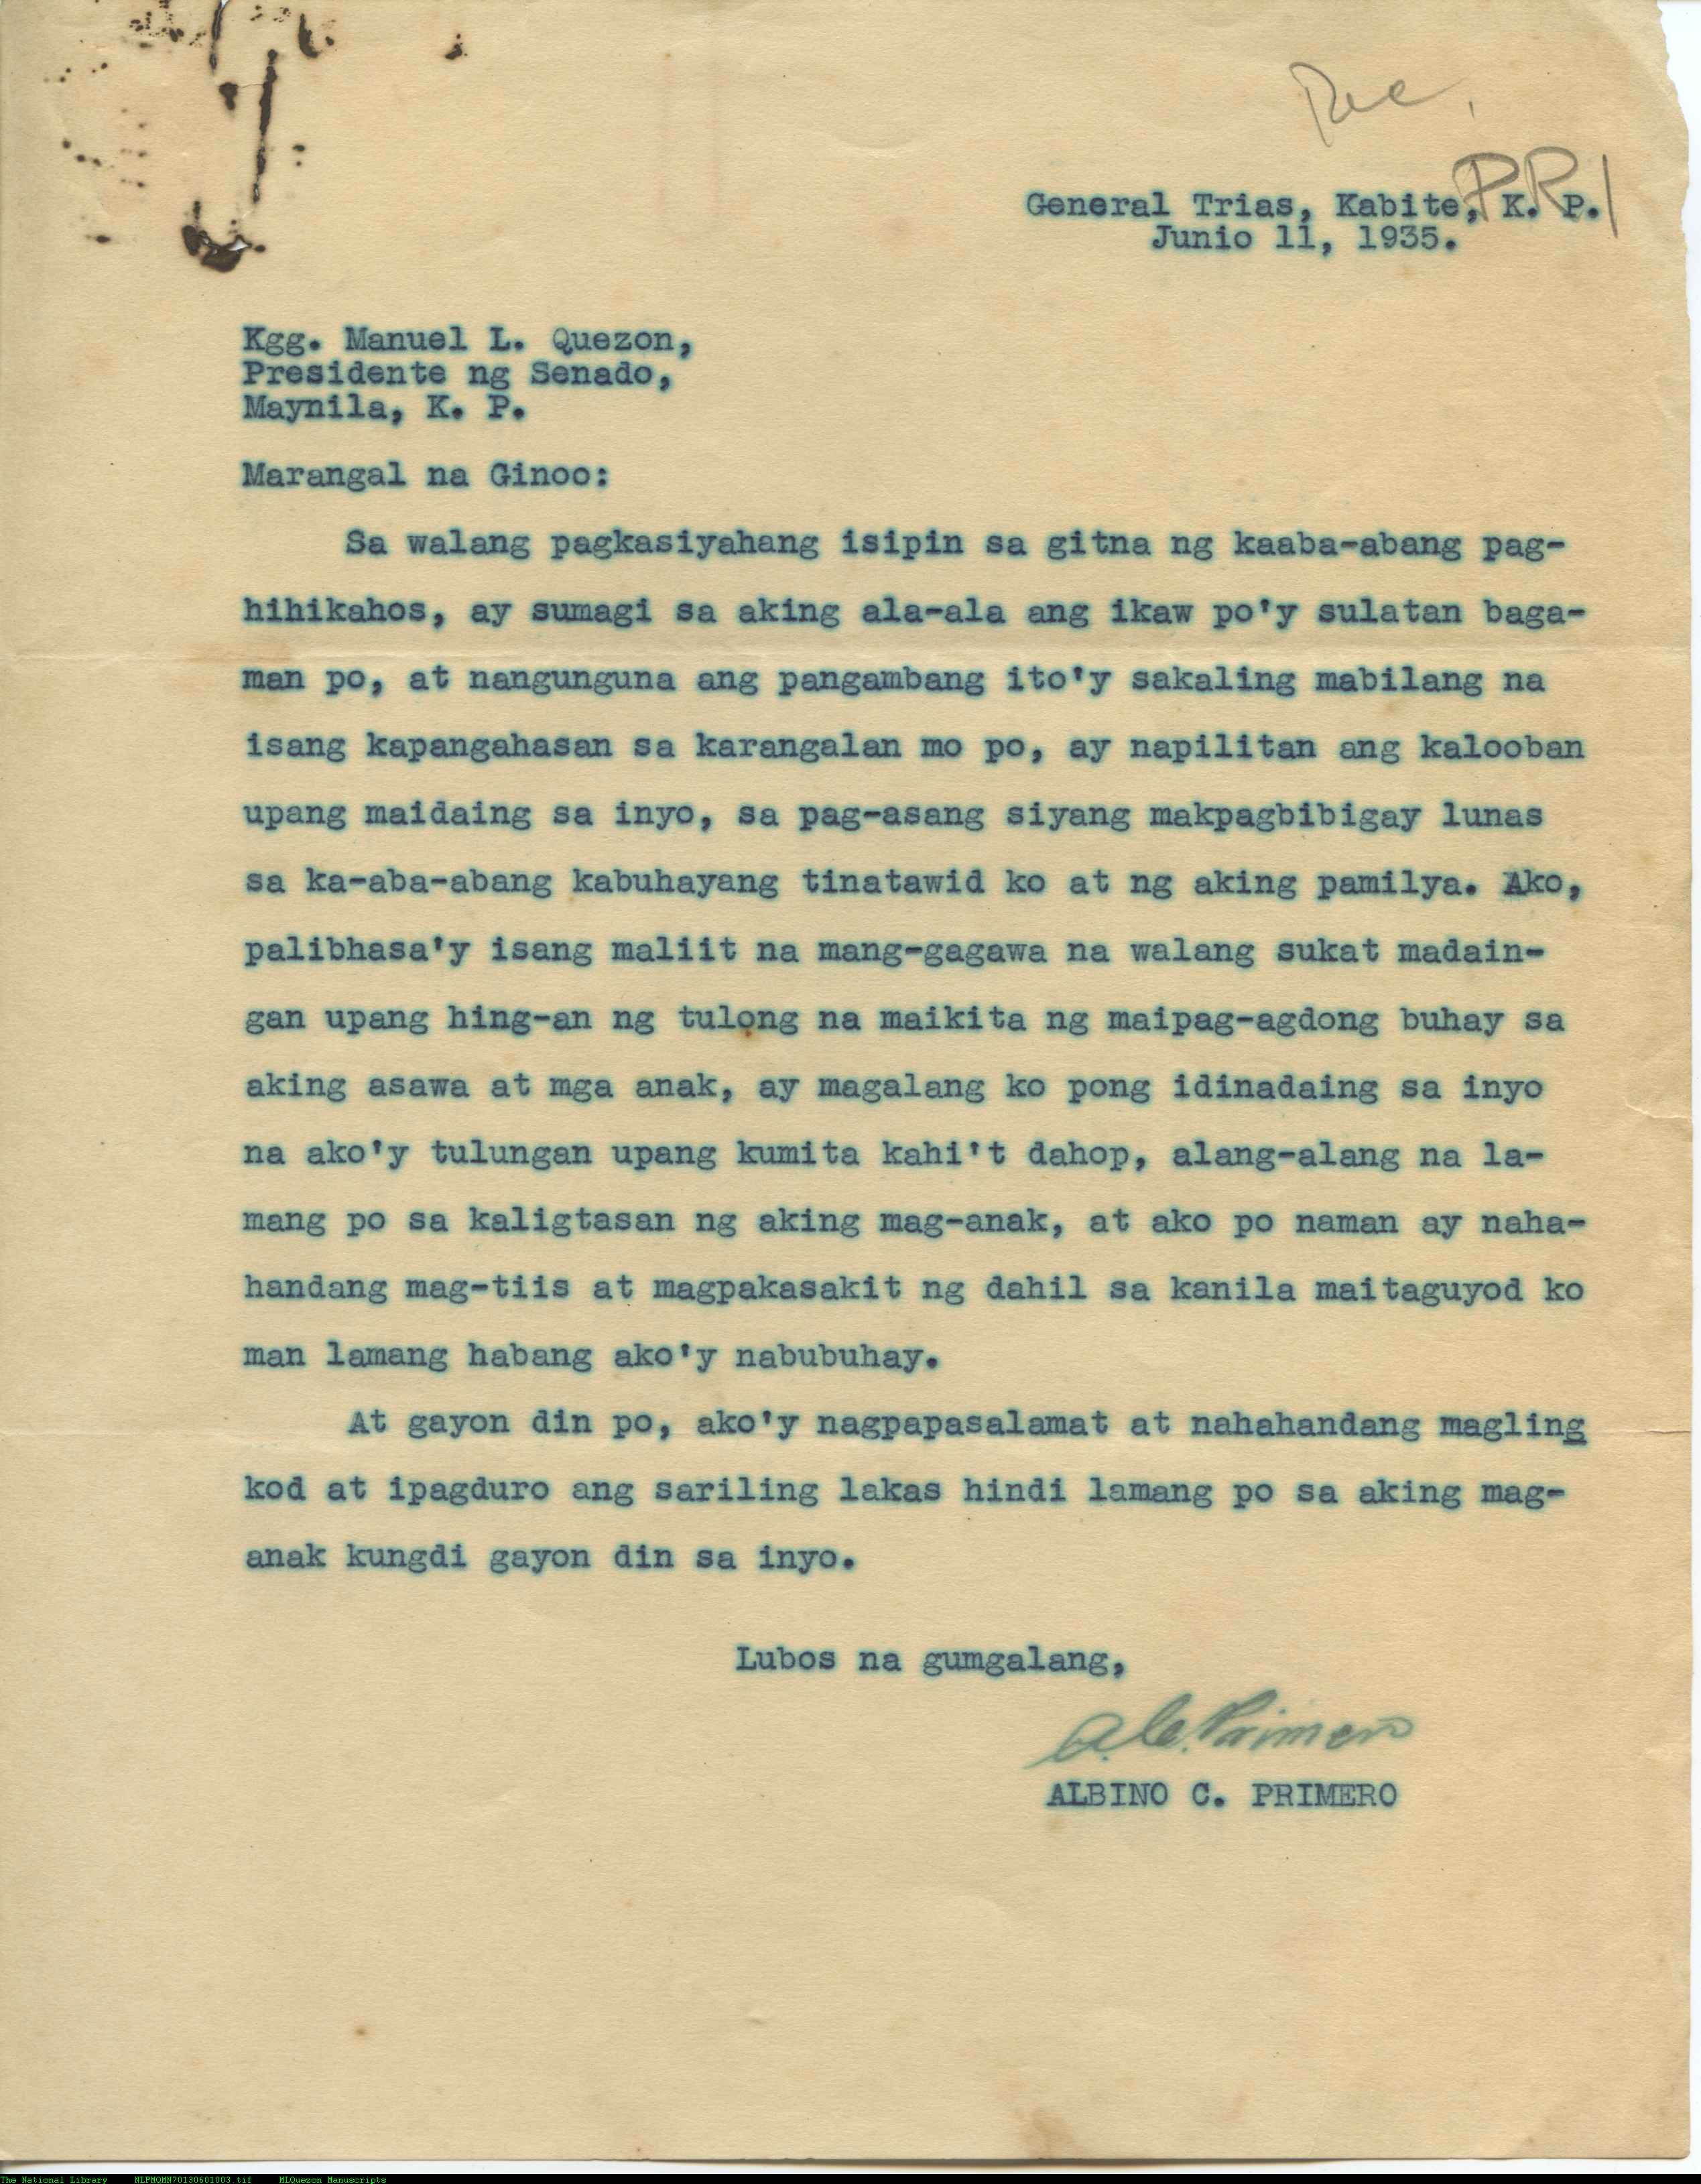 Rec,
PRI
General Trias, Kabite, K. P.
Junio 11, 1935.
Kgg. Manuel L. Quezon,
Presidente ng Senado,
Maynila, K. P.
Marangal na Ginoo:
Sa walang pagkasiyahang isipin sa gitna ng kaaba-abang pag-
hihikahos, ay sumagi sa aking ala-ala ang ikaw po'y sulatan baga-
man po, at nangunguna ang pangambang ito'y sakaling mabilang na
isang kapangahasan sa karangalan mo po, ay napilitan ang kalooban
upang maidaing sa inyo, sa pag-asang siyang makpagbibigay lunas
sa ka-aba-abang kabuhayang tinatawid ko at ng aking pamilya. Ako,
palibhasa'y isang maliit na mang-gagawa na walang sukat madain-
gan upang hing-an ng tulong na maikita ng maipag-agdong buhay sa
aking asawa at mga anak, ay magalang ko pong idinadaing sa inyo
na ako'y tulungan upang kumita kahi't dahop, alang-alang na la-
mang po sa kaligtasan ng aking mag-anak, at ako po naman ay naha-
handang mag-tiis at magpakasakit ng dahil sa kanila maitaguyod ko
man lamang habang ako'y nabubuhay.
At gayon din po, ako'y nagpapasalamat at nahahandang magling
kod at ipagduro ang sariling lakas hindi lamang po sa aking mag-
anak kungdi gayon din sa inyo.
Lubos na gumgalang,
A. C. Primero
ALBINO C. PRIMERO
The National Library NLPMQMN70130601003.tif MLQuezon Manuscripts